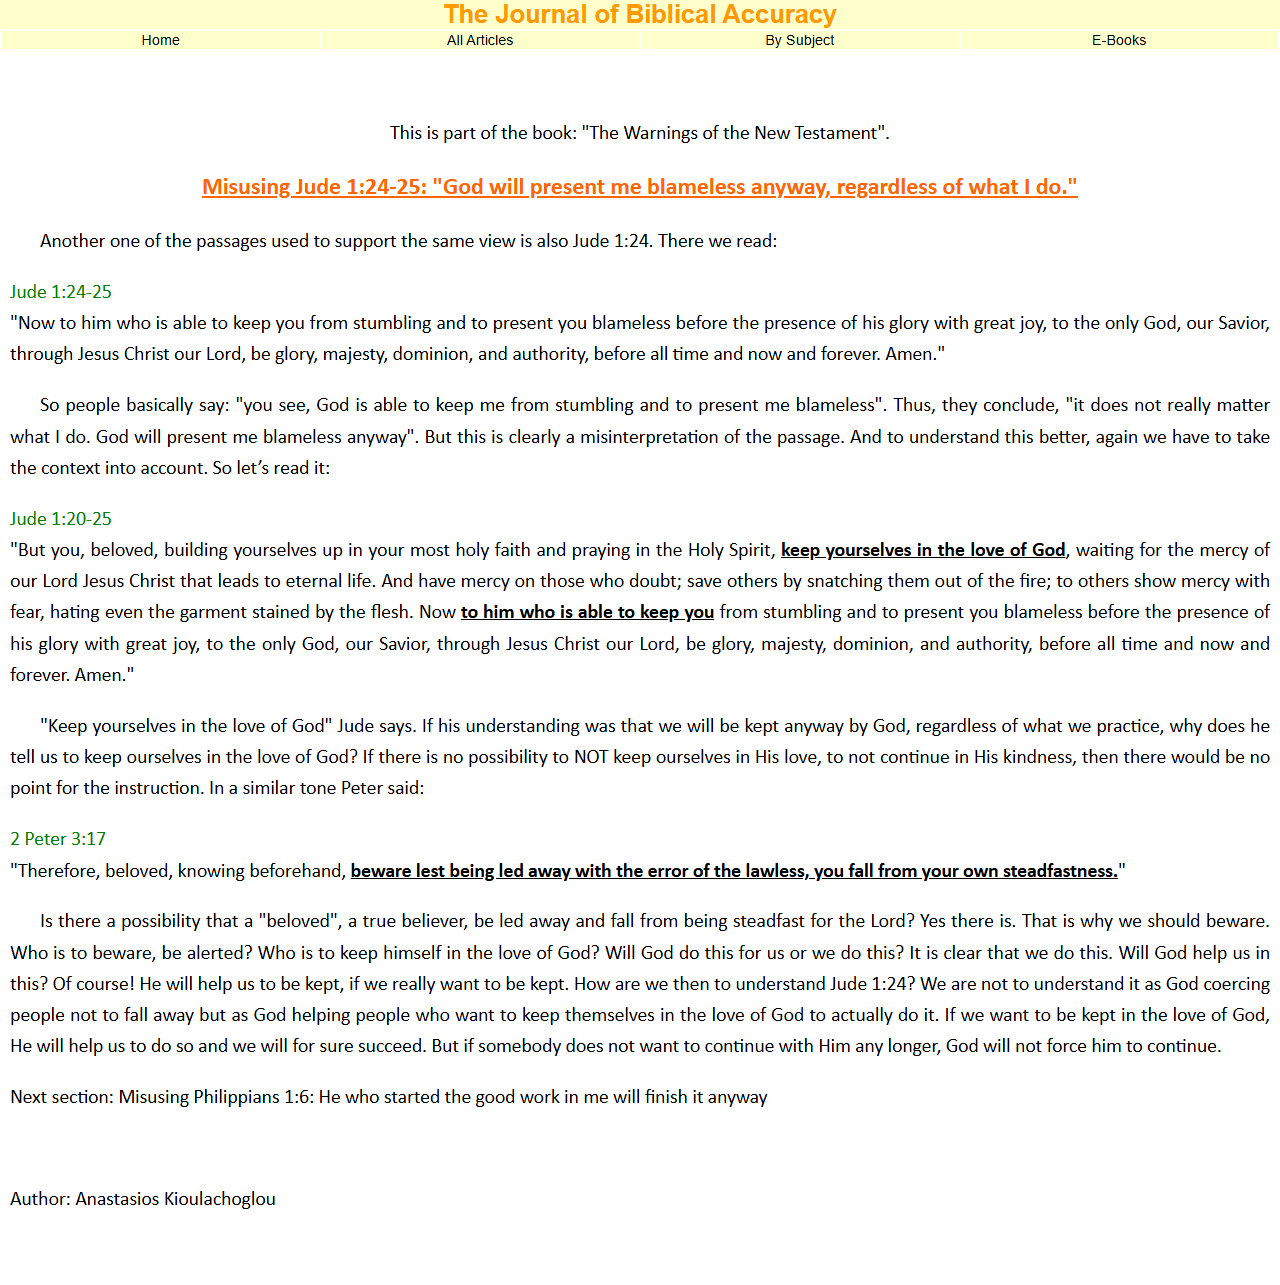 The Journal of Biblical Accuracy
Home
All Articles
By Subject
E-Books
This is part of the book: "The Warnings of the New Testament".
Misusing Jude 1:24-25: "God will present me blameless anyway, regardless of what I do."
Another one of the passages used to support the same view is also Jude 1:24. There we read:
Jude 1:24-25
"Now to him who is able to keep you from stumbling and to present you blameless before the presence of his glory with great joy, to the only God, our Savior,
through Jesus Christ our Lord, be glory, majesty, dominion, and authority, before all time and now and forever. Amen."
So people basically say: "you see, God is able to keep me from stumbling and to present me blameless". Thus, they conclude, "it does not really matter
what I do. God will present me blameless anyway". But this is clearly a misinterpretation of the passage. And to understand this better, again we have to take
the context into account. So let’s read it:
Jude 1:20-25
"But you, beloved, building yourselves up in your most holy faith and praying in the Holy Spirit, keep yourselves in the love of God, waiting for the mercy of
our Lord Jesus Christ that leads to eternal life. And have mercy on those who doubt; save others by snatching them out of the fire; to others show mercy with
fear, hating even the garment stained by the flesh. Now to him who is able to keep you from stumbling and to present you blameless before the presence of
his glory with great joy, to the only God, our Savior, through Jesus Christ our Lord, be glory, majesty, dominion, and authority, before all time and now and
forever. Amen."
"Keep yourselves in the love of God" Jude says. If his understanding was that we will be kept anyway by God, regardless of what we practice, why does he
tell us to keep ourselves in the love of God? If there is no possibility to NOT keep ourselves in His love, to not continue in His kindness, then there would be no
point for the instruction. In a similar tone Peter said:
2 Peter 3:17
"Therefore, beloved, knowing beforehand, beware lest being led away with the error of the lawless, you fall from your own steadfastness."
Is there a possibility that a "beloved", a true believer, be led away and fall from being steadfast for the Lord? Yes there is. That is why we should beware.
Who is to beware, be alerted? Who is to keep himself in the love of God? Will God do this for us or we do this? It is clear that we do this. Will God help us in
this? Of course! He will help us to be kept, if we really want to be kept. How are we then to understand Jude 1:24? We are not to understand it as God coercing
people not to fall away but as God helping people who want to keep themselves in the love of God to actually do it. If we want to be kept in the love of God,
He will help us to do so and we will for sure succeed. But if somebody does not want to continue with Him any longer, God will not force him to continue.
Next section: Misusing Philippians 1:6: He who started the good work in me will finish it anyway
Author: Anastasios Kioulachoglou